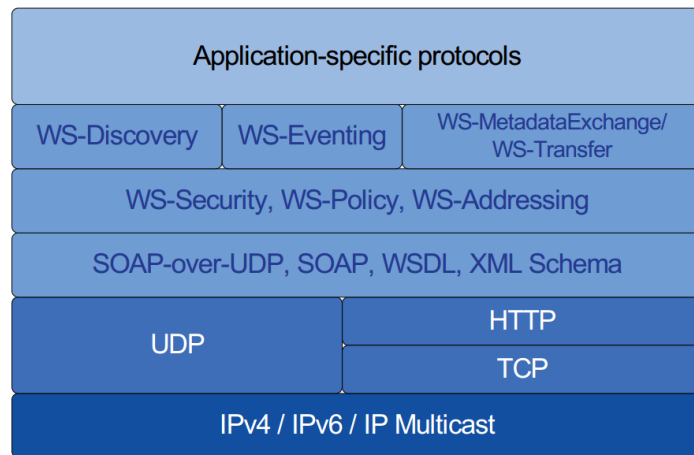 Application-specific protocols
WS-Discovery
WS-Eventing
WS-MetadataExchange/
WS-Transfer
WS-Security, WS-Policy, WS-Addressing
SOAP-over-UDP, SOAP, WSDL, XML Schema
UDP
HTTP
TCP
IPv4 / IPv6 / IP Multicast